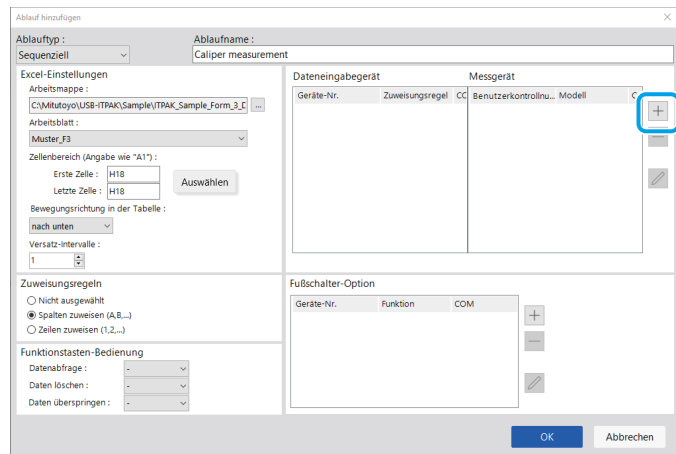 Ablauf hinzufügen
Ablauftyp :
Ablaufname :
Sequenziell
Caliper measurement
Excel-Einstellungen
Arbeitsmappe :
C:\Mitutoyo\USB-ITPAK\Sample\ITPAK_Sample_Form_3_E
...
Arbeitsblatt :
Muster_F3
Zellenbereich (Angabe wie "A1") :
Erste Zelle : H18
Letzte Zelle : H18
Auswählen
Bewegungsrichtung in der Tabelle :
nach unten
Versatz-Intervalle :
1
Dateneingabegerät
Messgerät
Geräte-Nr. Zuweisungsregel CC Benutzerkontrollnu... Modell C
Zuweisungsregeln
Nicht ausgewählt
Spalten zuweisen (A,B,...)
Zeilen zuweisen (1,2,...)
Funktionstasten-Bedienung
Datenabfrage : -
Daten löschen : -
Daten überspringen : -
Fußschalter-Option
Geräte-Nr. Funktion COM
OK
Abbrechen